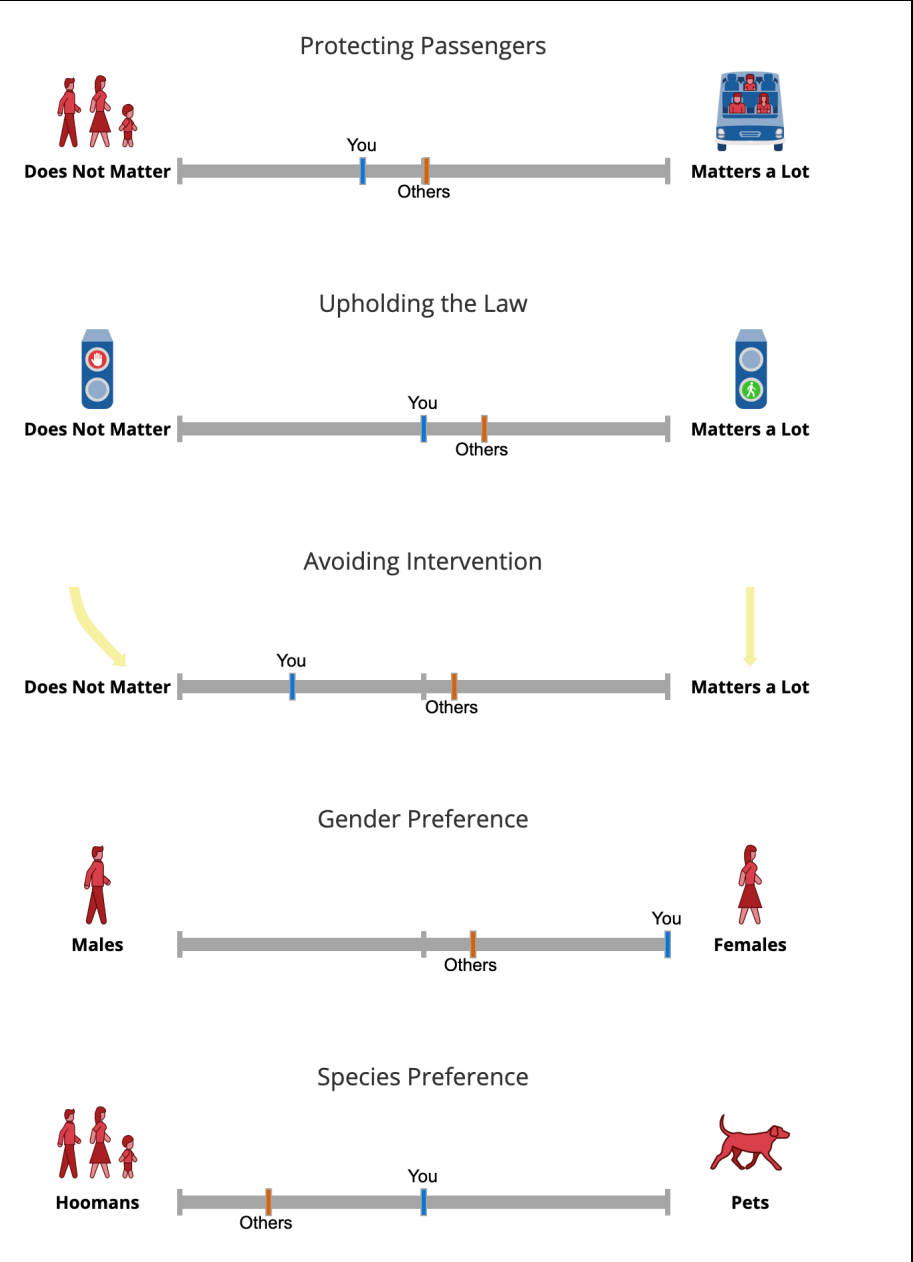 Protecting Passengers
You
Does Not Matter
Matters a Lot
Others
Upholding the Law
You
Does Not Matter
Matters a Lot
Others
Avoiding Intervention
You
Does Not Matter
Matters a Lot
Others
Gender Preference
You
Males
Females
Others
Species Preference
You
Hoomans
Pets
Others